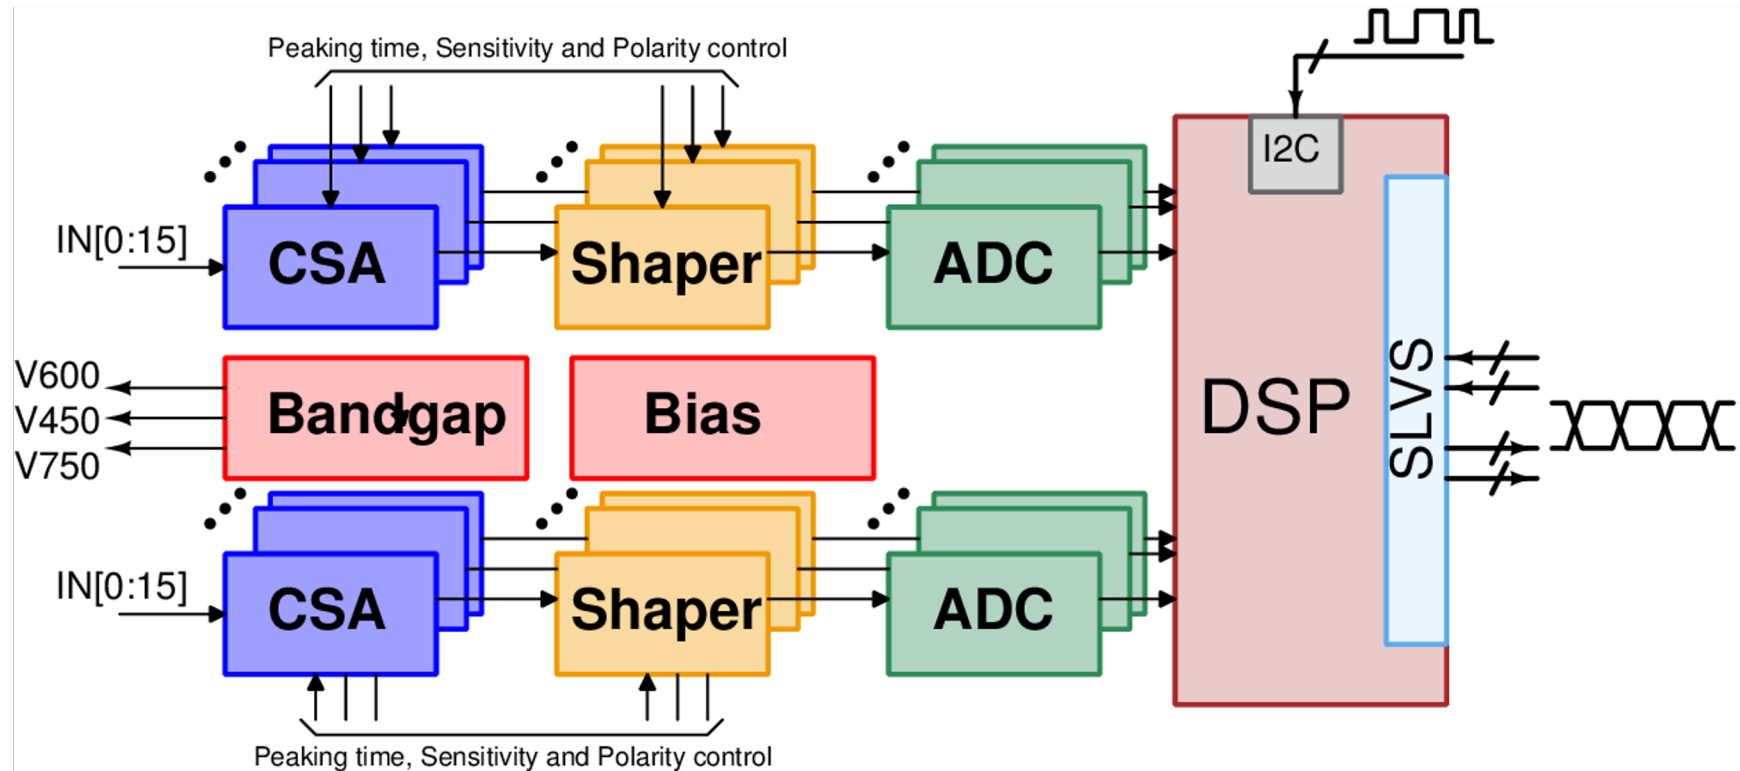 Peaking time, Sensitivity and Polarity control
I2C
IN[0:15]
CSA
Shaper
ADC
V600
V450
V750
Bandgap
Bias
DSP
SLVS
IN[0:15]
CSA
Shaper
ADC
Peaking time, Sensitivity and Polarity control